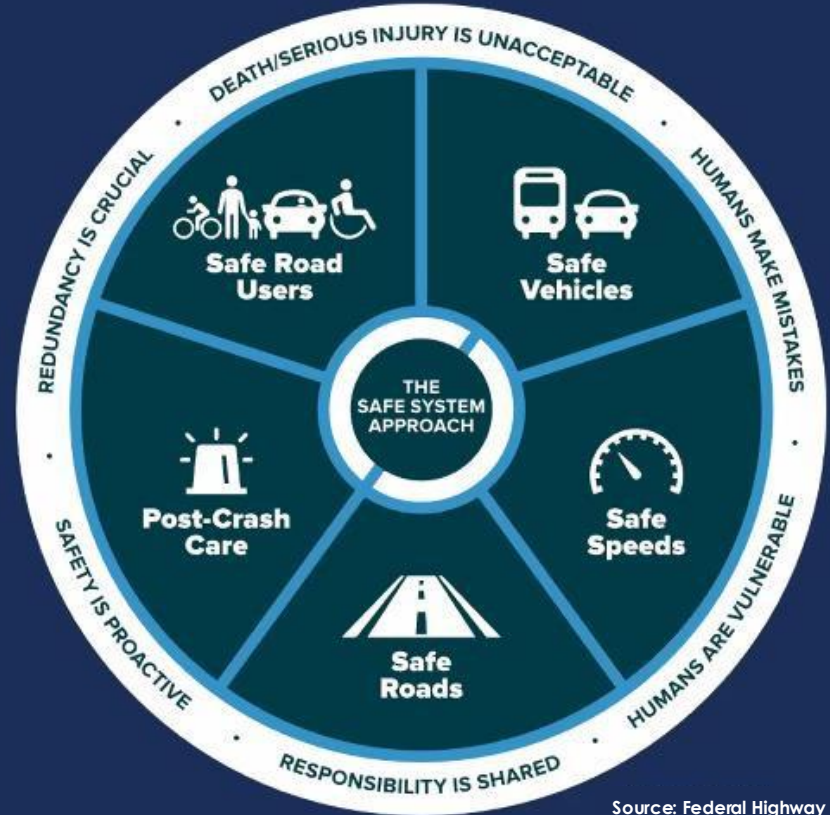 DEATH/SERIOUS INJURY IS UNACCEPTABLE
HUMANS MAKE MISTAKES
HUMANS ARE VULNERABLE
RESPONSIBILITY IS SHARED
SAFETY IS PROACTIVE
REDUNDANCY IS CRUCIAL
Safe Road
Users
Safe
Vehicles
Safe
Speeds
Safe
Roads
Post-Crash
Care
THE
SAFE SYSTEM
APPROACH
Source: Federal Highway